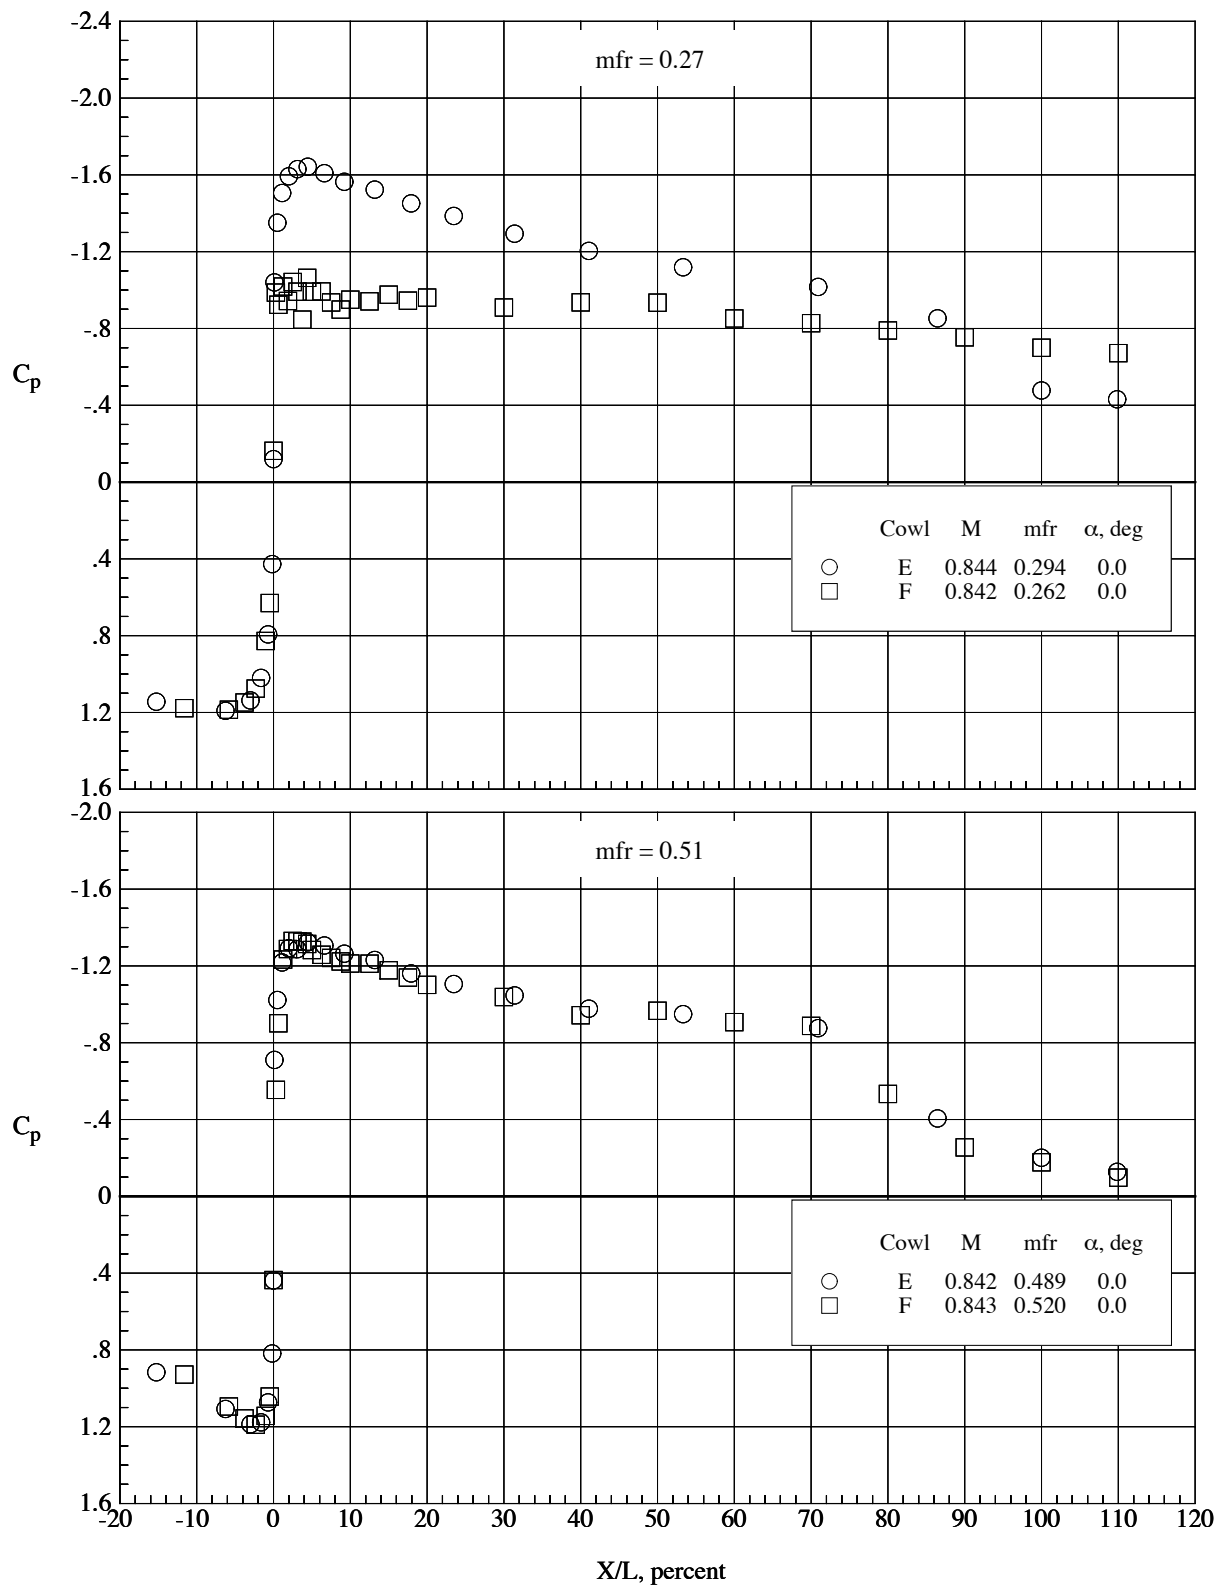 -2.4
mfr = 0.27
-2.0
-1.6
-1.2
-.8
Cp
-.4
0
Cowl M mfr α, deg
E 0.844 0.294 0.0
F 0.842 0.262 0.0
.4
.8
1.2
1.6
-2.0
mfr = 0.51
-1.6
-1.2
-.8
Cp
-.4
0
Cowl M mfr α, deg
E 0.842 0.489 0.0
F 0.843 0.520 0.0
.4
.8
1.2
1.6
-20 -10 0 10 20 30 40 50 60 70 80 90 100 110 120
X/L, percent